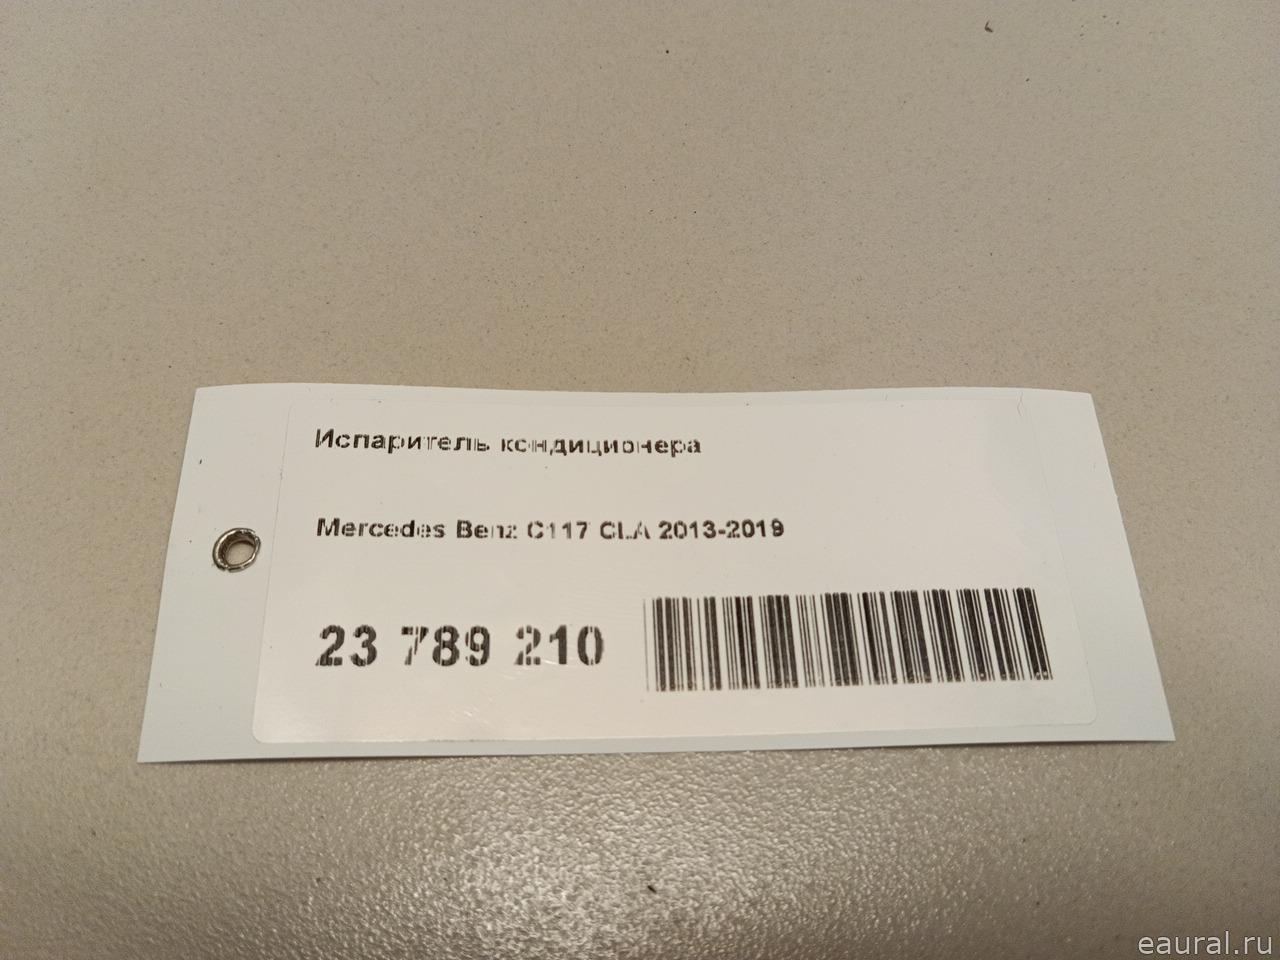 Испаритель кондиционера
Mercedes Benz C117 CLA 2013-2019
23 789 210
eaural.ru